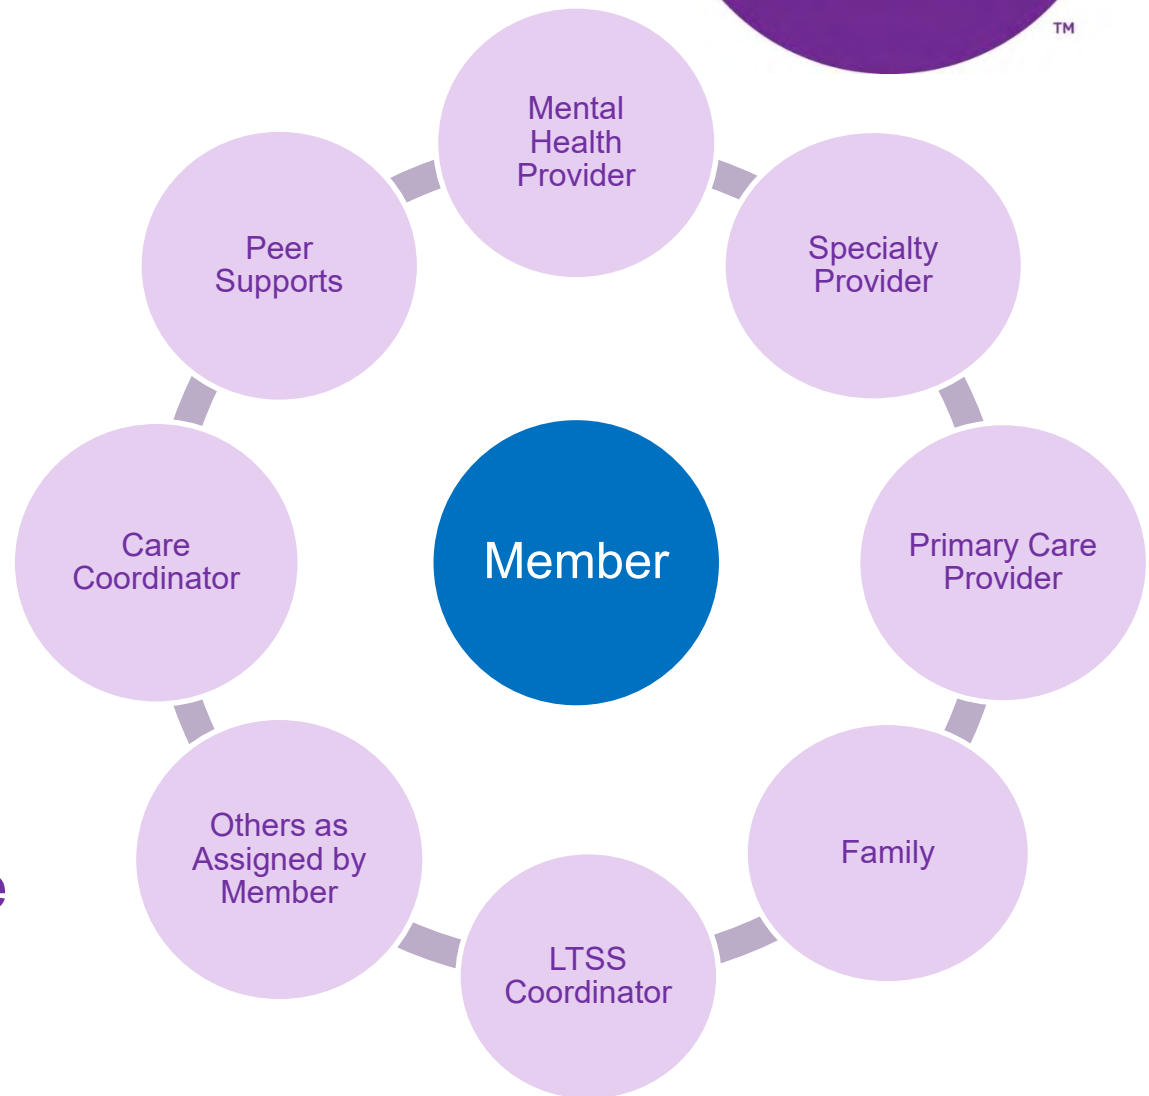 TM
Mental
Health
Provider
Peer
Supports
Specialty
Provider
Care
Coordinator
Member
Primary Care
Provider
Others as
Assigned by
Member
e
Family
LTSS
Coordinator